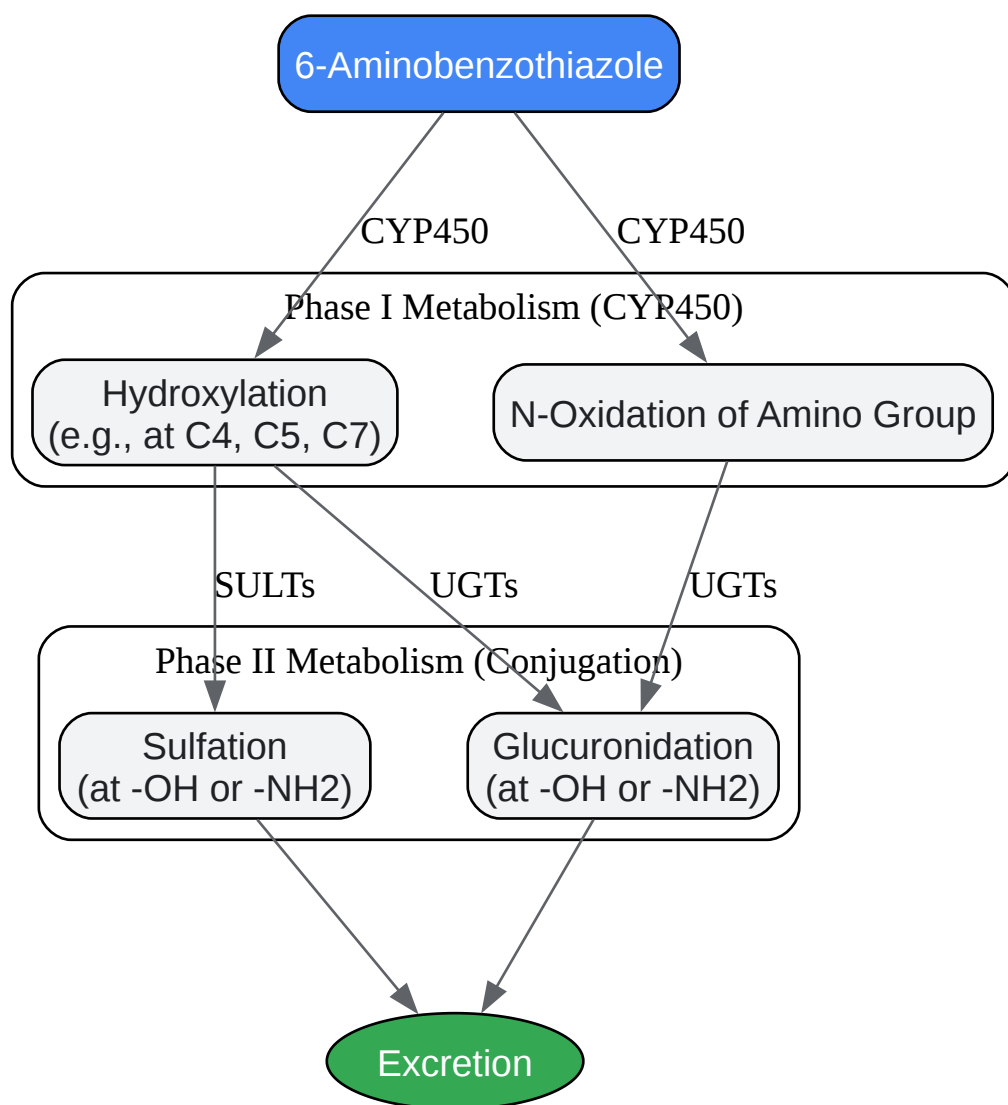 6-Aminobenzothiazole
CYP450
CYP450
Phase I Metabolism (CYP450)
Hydroxylation
(e.g., at C4, C5, C7)
N-Oxidation of Amino Group
SULTs
UGTs
UGTs
Phase II Metabolism (Conjugation)
Sulfation
(at -OH or -NH2)
Glucuronidation
(at -OH or -NH2)
Excretion